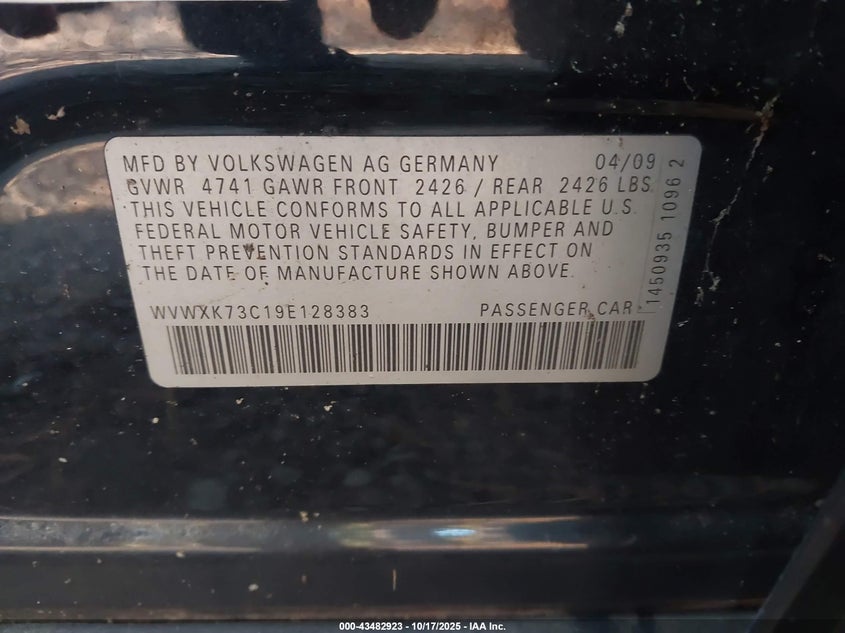 MFD BY VOLKSWAGEN AG GERMANY 04/09
GVWR 4741 GAWR FRONT 2426 / REAR 2426 LBS
THIS VEHICLE CONFORMS TO ALL APPLICABLE U.S.
FEDERAL MOTOR VEHICLE SAFETY, BUMPER AND
THEFT PREVENTION STANDARDS IN EFFECT ON
THE DATE OF MANUFACTURE SHOWN ABOVE.
WVWXK73C19E128383 PASSENGER CAR
1450935 1096 2
000-43482923 - 10/17/2025 - IAA Inc.